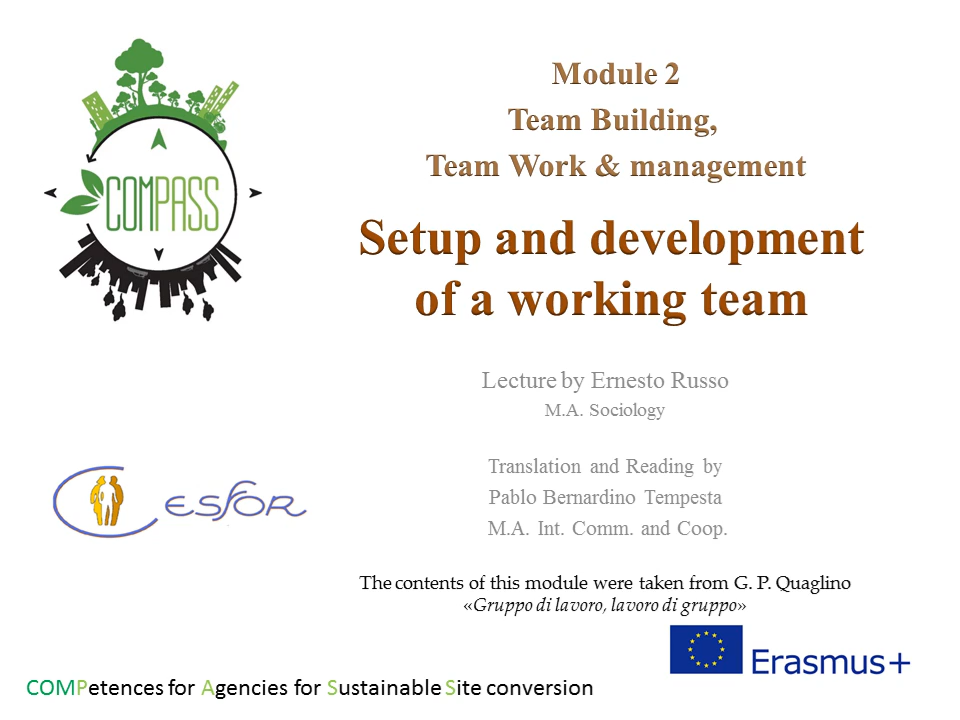 COMPASS
Module 2
Team Building,
Team Work & management
Setup and development
of a working team
Lecture by Ernesto Russo
M.A. Sociology
Translation and Reading by
Pablo Bernardino Tempesta
M.A. Int. Comm. and Coop.
CESFOR
The contents of this module were taken from G. P. Quaglino
«Gruppo di lavoro, lavoro di gruppo»
Erasmus+
COMPetences for Agencies for Sustainable Site conversion